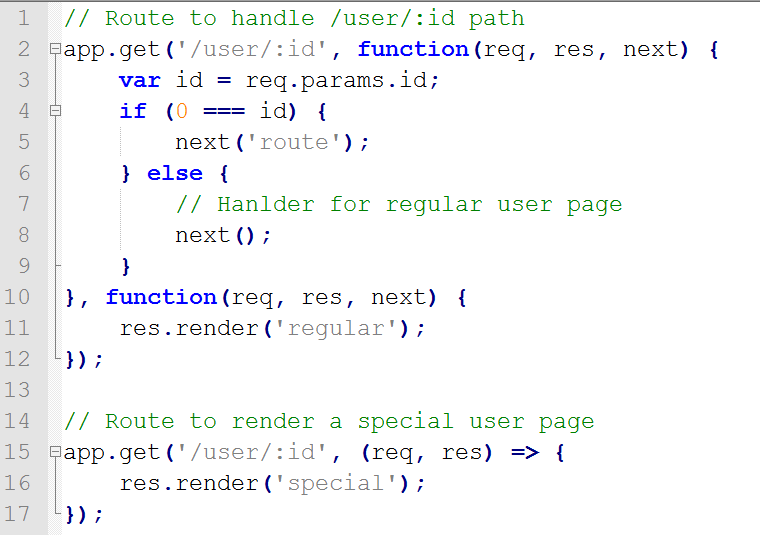 1 // Route to handle /user/:id path
2 app.get('/user/:id', function(req, res, next) {
3     var id = req.params.id;
4     if (0 === id) {
5         next('route');
6     } else {
7         // Hanlder for regular user page
8         next();
9     }
10 }, function(req, res, next) {
11     res.render('regular');
12 });
13
14 // Route to render a special user page
15 app.get('/user/:id', (req, res) => {
16     res.render('special');
17 });